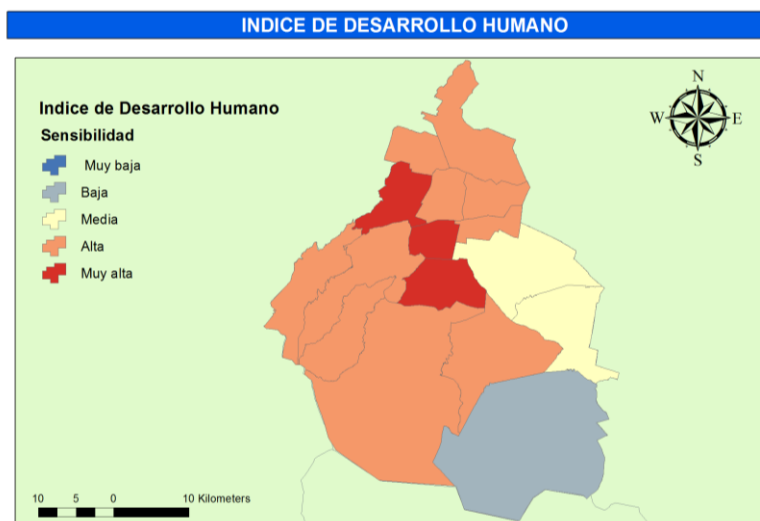 INDICE DE DESARROLLO HUMANO
Indice de Desarrollo Humano
Sensibilidad
Muy baja
Baja
Media
Alta
Muy alta
N
W E
S
10 5 0 10 Kilometers